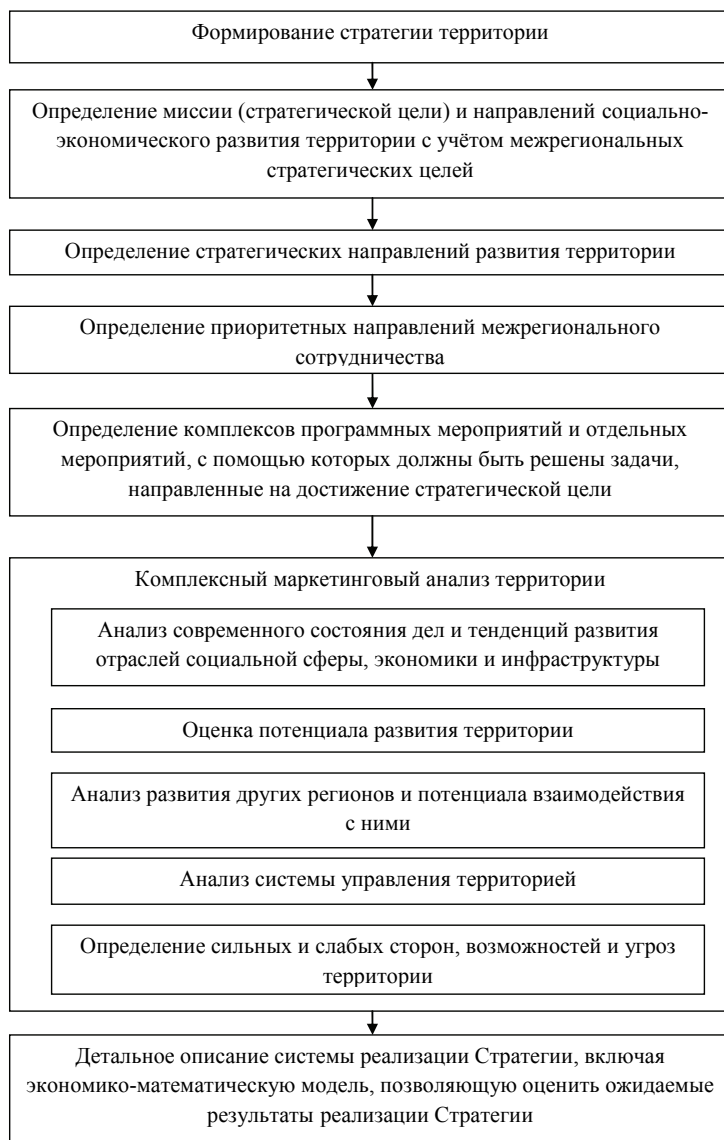 Формирование стратегии территории
Определение миссии (стратегической цели) и направлений социально-
экономического развития территории с учётом межрегиональных
стратегических целей
Определение стратегических направлений развития территории
Определение приоритетных направлений межрегионального
сотрудничества
Определение комплексов программных мероприятий и отдельных
мероприятий, с помощью которых должны быть решены задачи,
направленные на достижение стратегической цели
Комплексный маркетинговый анализ территории
Анализ современного состояния дел и тенденций развития
отраслей социальной сферы, экономики и инфраструктуры
Оценка потенциала развития территории
Анализ развития других регионов и потенциала взаимодействия
с ними
Анализ системы управления территорией
Определение сильных и слабых сторон, возможностей и угроз
территории
Детальное описание системы реализации Стратегии, включая
экономико-математическую модель, позволяющую оценить ожидаемые
результаты реализации Стратегии